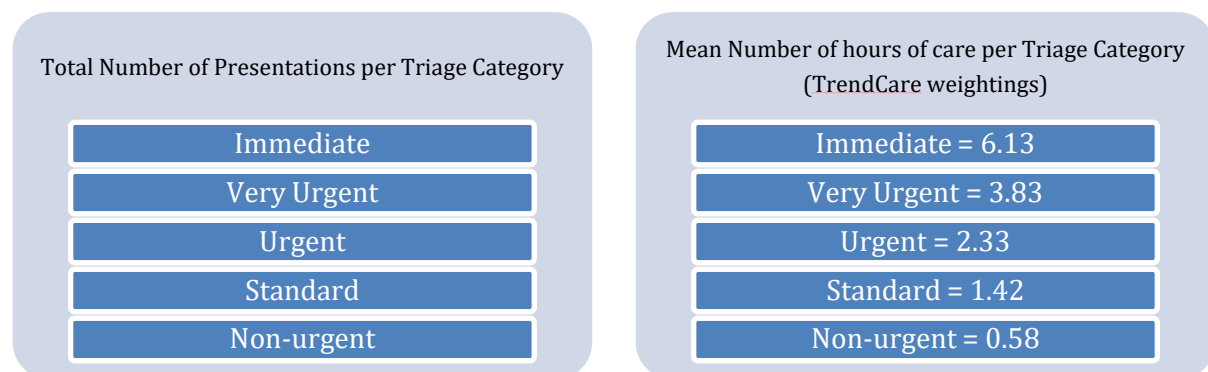 Total Number of Presentations per Triage Category
Immediate
Very Urgent
Urgent
Standard
Non-urgent
Mean Number of hours of care per Triage Category
(TrendCare weightings)
Immediate = 6.13
Very Urgent = 3.83
Urgent = 2.33
Standard = 1.42
Non-urgent = 0.58